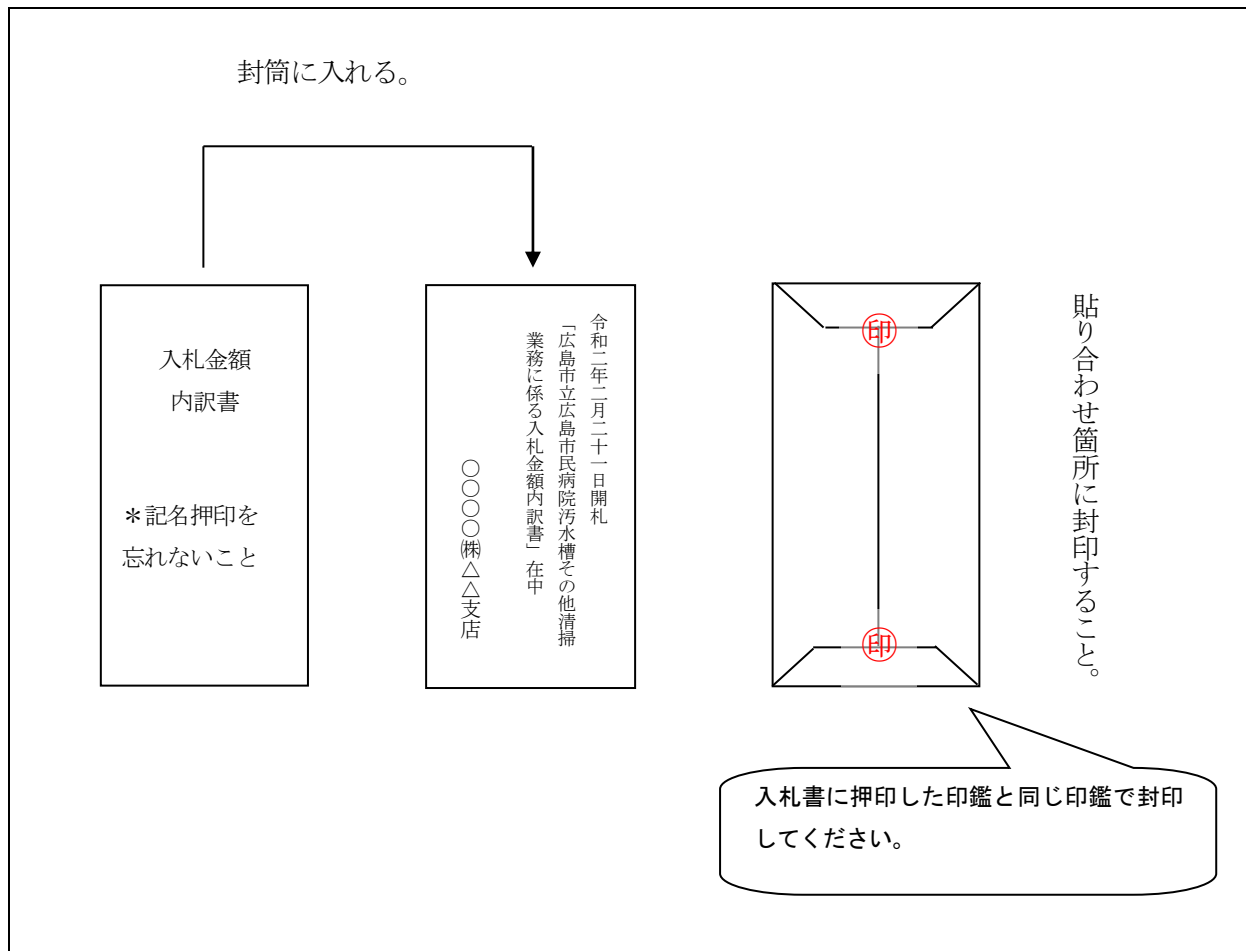 封筒に入れる。
入札金額
内訳書
＊記名押印を
忘れないこと
令和二年二月二十一日開札
「広島市立広島市民病院汚水槽その他清掃
業務に係る入札金額内訳書」在中
○○○○㈱△△支店
印
印
貼り合わせ箇所に封印すること。
入札書に押印した印鑑と同じ印鑑で封印
してください。